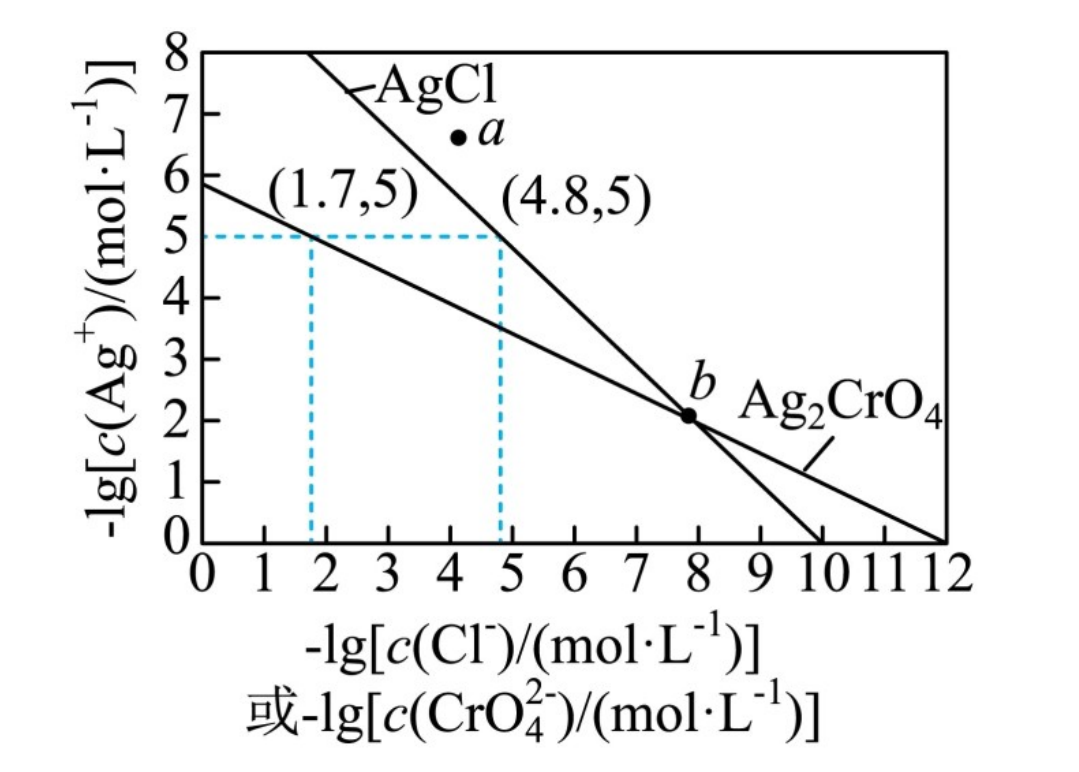 -lg[c(Ag⁺)/(mol·L⁻¹)]
8
7
6
5
4
3
2
1
0
AgCl
a
(1.7,5)
(4.8,5)
b
Ag₂CrO₄
0 1 2 3 4 5 6 7 8 9 10 11 12
-lg[c(Cl⁻)/(mol·L⁻¹)]
或-lg[c(CrO₄²⁻)/(mol·L⁻¹)]